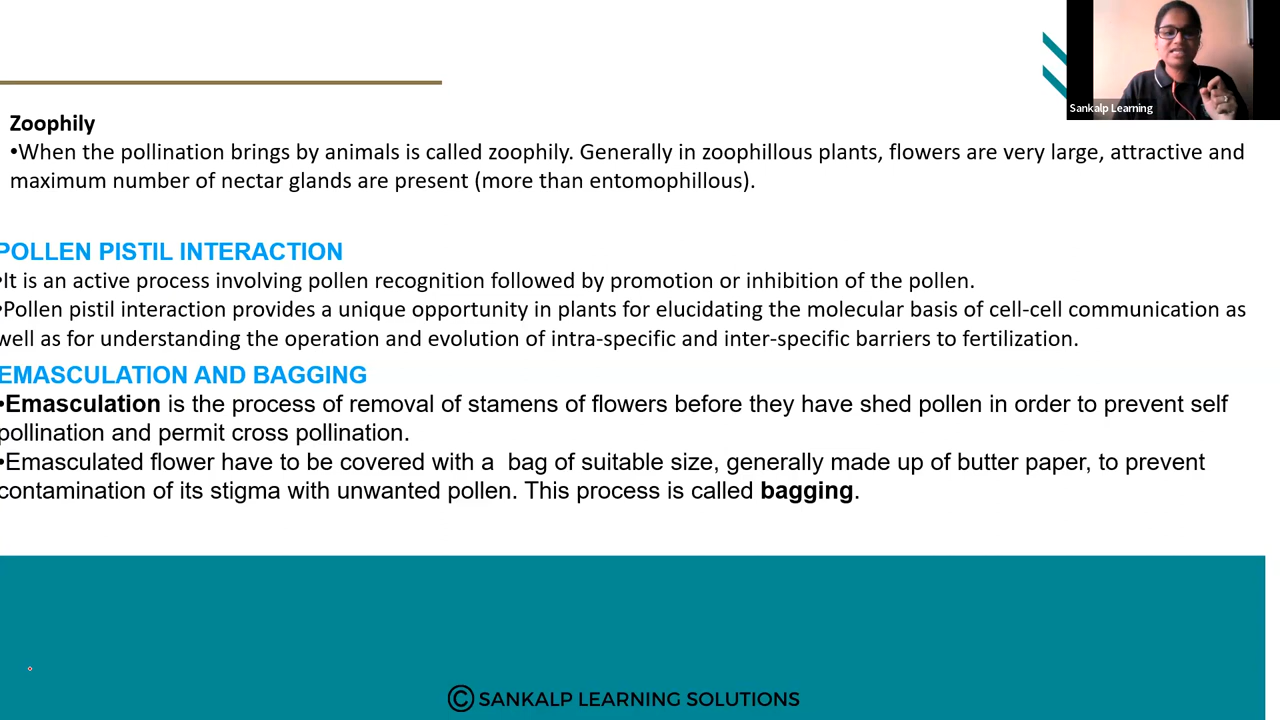 Sankalp Learning
Zoophily
•When the pollination brings by animals is called zoophily. Generally in zoophillous plants, flowers are very large, attractive and
maximum number of nectar glands are present (more than entomophillous).
POLLEN PISTIL INTERACTION
•It is an active process involving pollen recognition followed by promotion or inhibition of the pollen.
•Pollen pistil interaction provides a unique opportunity in plants for elucidating the molecular basis of cell-cell communication as
well as for understanding the operation and evolution of intra-specific and inter-specific barriers to fertilization.
EMASCULATION AND BAGGING
•Emasculation is the process of removal of stamens of flowers before they have shed pollen in order to prevent self
pollination and permit cross pollination.
•Emasculated flower have to be covered with a  bag of suitable size, generally made up of butter paper, to prevent
contamination of its stigma with unwanted pollen. This process is called bagging.
© SANKALP LEARNING SOLUTIONS